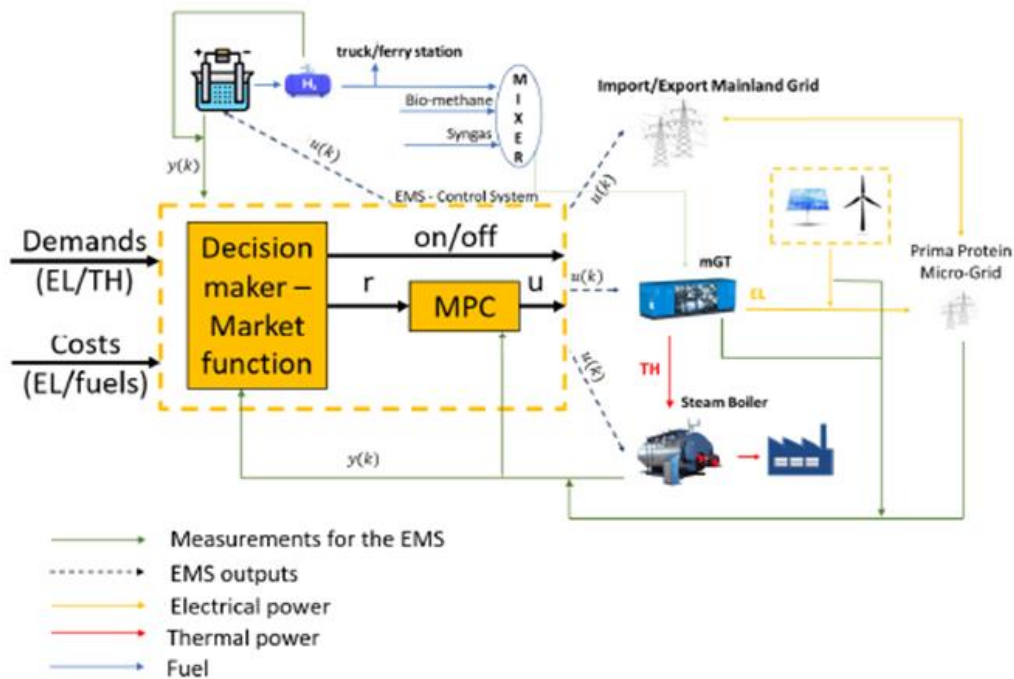 + −
truck/ferry station
H₂
MIXER
Bio-methane
Syngas
Import/Export Mainland Grid
y(k)
u(k)
u(k)
EMS - Control System
Demands
(EL/TH)
Costs
(EL/fuels)
Decision
maker –
Market
function
on/off
r
MPC
u
u(k)
mGT
EL
Prima Protein
Micro-Grid
u(k)
TH
Steam Boiler
y(k)
Measurements for the EMS
EMS outputs
Electrical power
Thermal power
Fuel